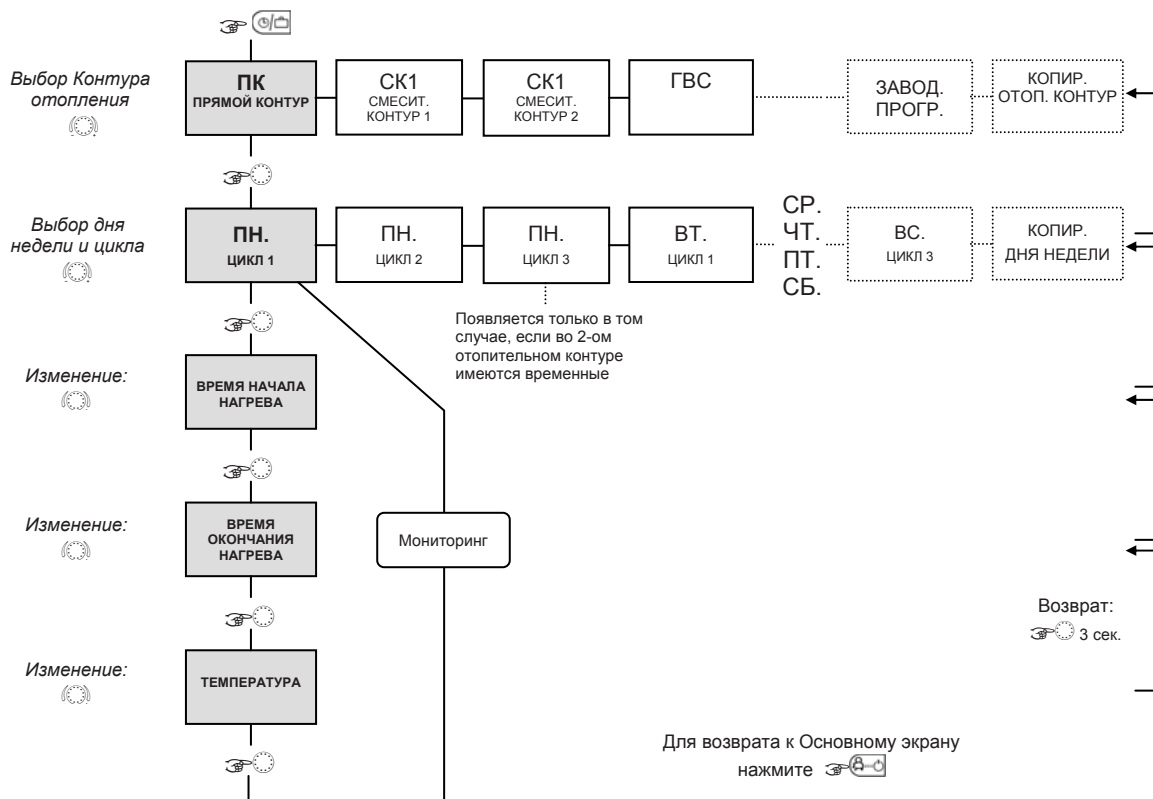 Выбор Контура
отопления
ПК
ПРЯМОЙ КОНТУР
СК1
СМЕСИТ.
КОНТУР 1
СК1
СМЕСИТ.
КОНТУР 2
ГВС
ЗАВОД.
ПРОГР.
КОПИР.
ОТОП. КОНТУР
Выбор дня
недели и цикла
ПН.
ЦИКЛ 1
ПН.
ЦИКЛ 2
ПН.
ЦИКЛ 3
ВТ.
ЦИКЛ 1
СР.
ЧТ.
ПТ.
СБ.
ВС.
ЦИКЛ 3
КОПИР.
ДНЯ НЕДЕЛИ
Появляется только в том
случае, если во 2-ом
отопительном контуре
имеются временные
Изменение:
ВРЕМЯ НАЧАЛА
НАГРЕВА
Изменение:
ВРЕМЯ
ОКОНЧАНИЯ
НАГРЕВА
Мониторинг
Возврат:
3 сек.
Изменение:
ТЕМПЕРАТУРА
Для возврата к Основному экрану
нажмите